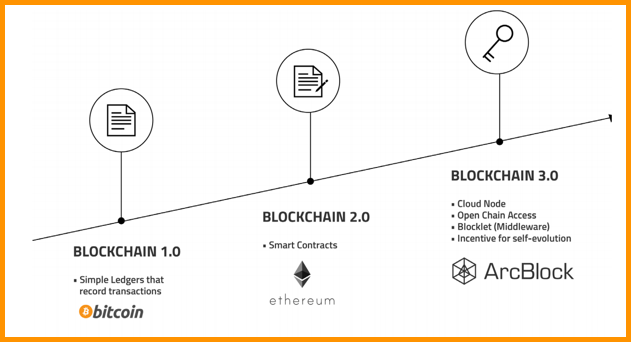 BLOCKCHAIN 1.0
• Simple Ledgers that
record transactions
bitcoin
BLOCKCHAIN 2.0
• Smart Contracts
ethereum
BLOCKCHAIN 3.0
• Cloud Node
• Open Chain Access
• Blocklet (Middleware)
• Incentive for self-evolution
ArcBlock